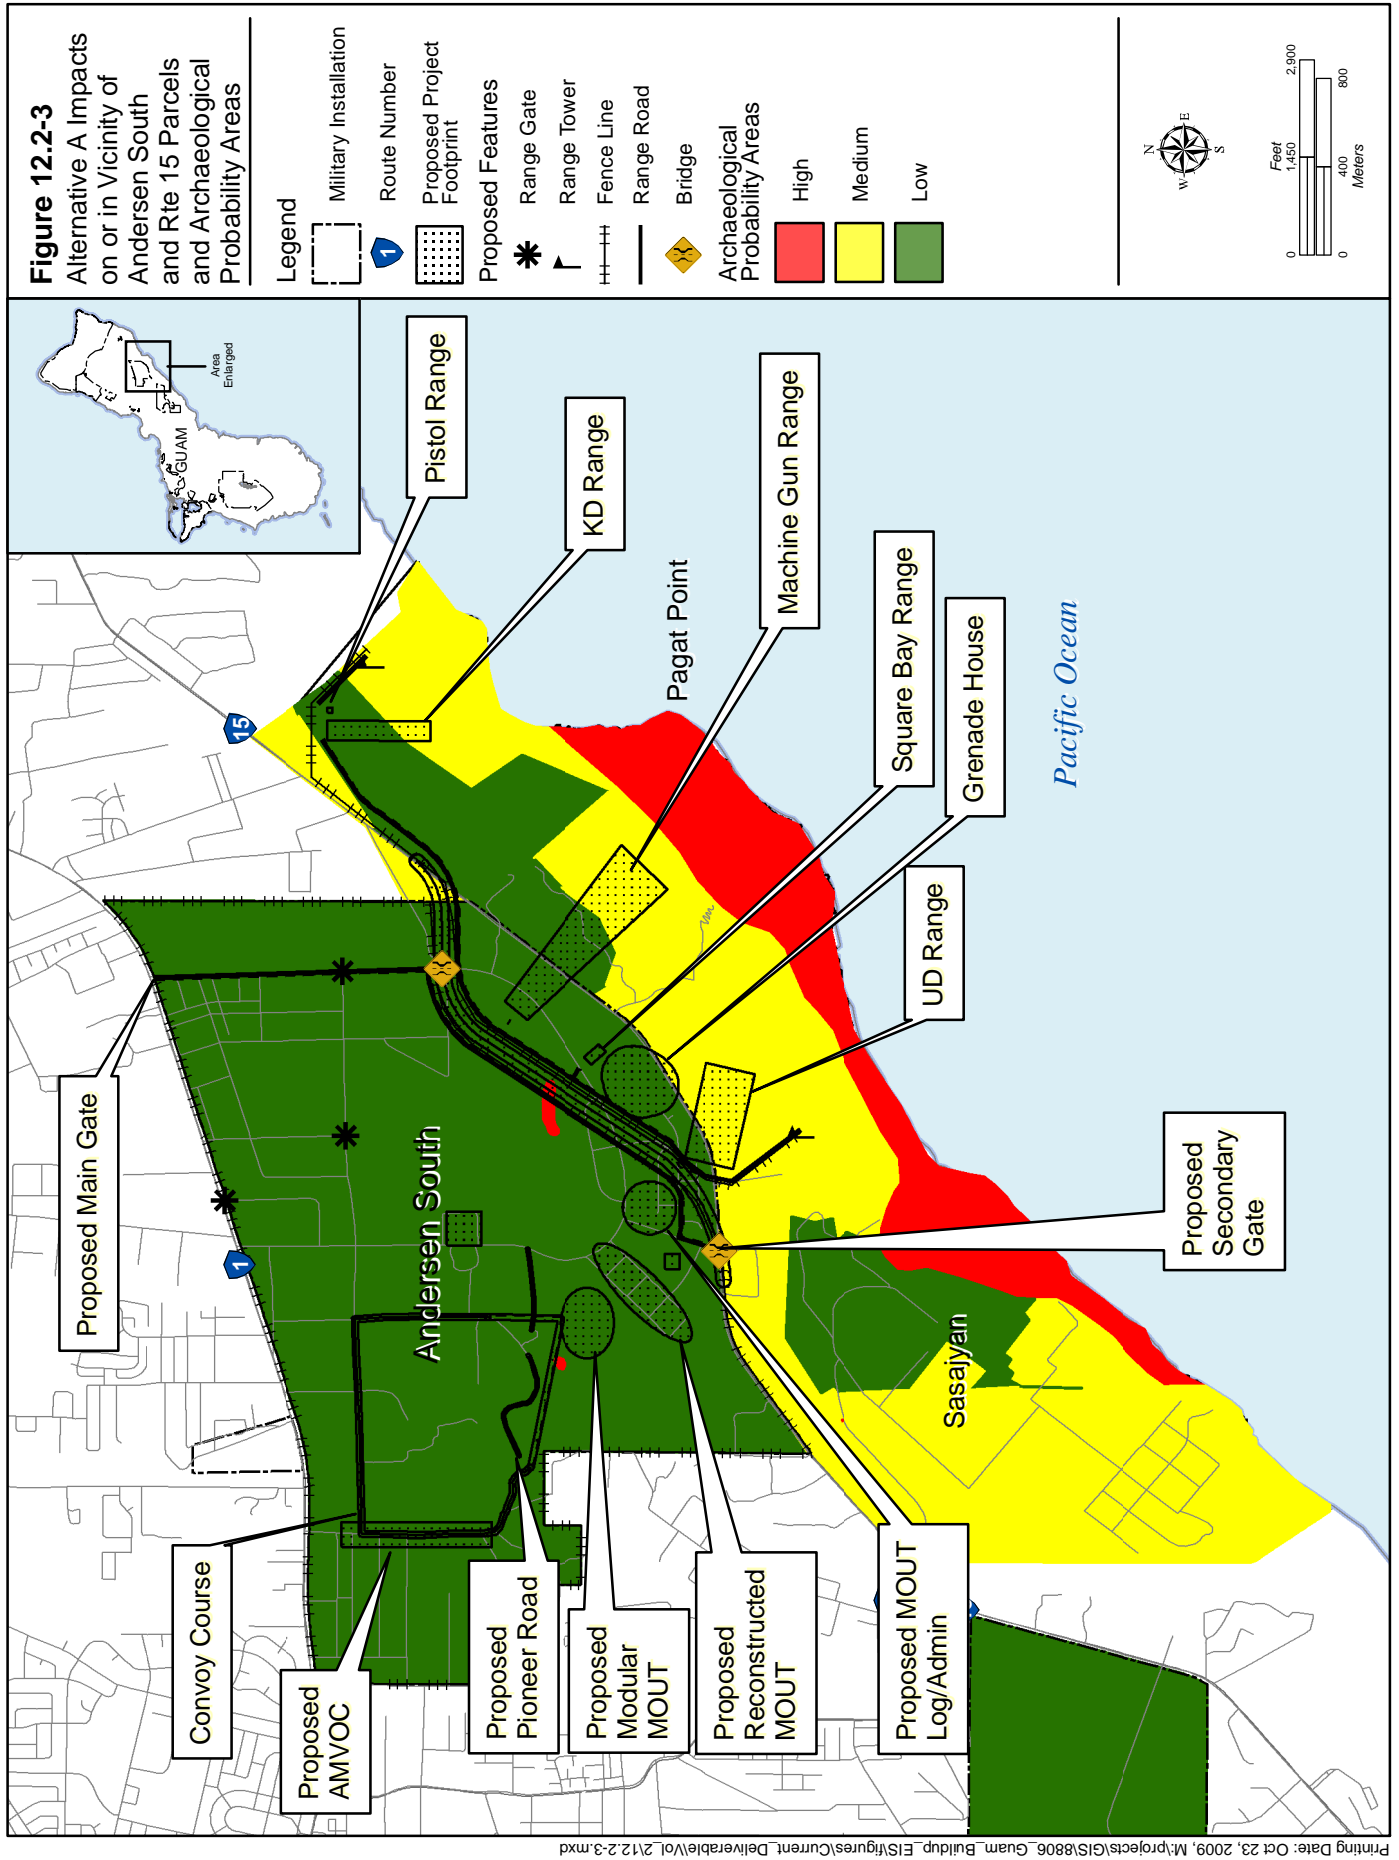 Figure 12.2-3
Alternative A Impacts
on or in Vicinity of
Andersen South
and Rte 15 Parcels
and Archaeological
Probability Areas
Legend
Military Installation
1
Route Number
Proposed Project
Footprint
Proposed Features
Range Gate
Range Tower
Fence Line
Range Road
Bridge
Archaeological
Probability Areas
High
Medium
Low
N
W
E
S
Feet
0
1,450
2,900
0
400
800
Meters
GUAM
Area
Enlarged
Pistol Range
KD Range
Machine Gun Range
Square Bay Range
Grenade House
UD Range
Proposed
Secondary
Gate
Pagat Point
Pacific Ocean
15
1
Proposed Main Gate
Andersen South
Sasajyan
Convoy Course
Proposed
AMVOC
Proposed
Pioneer Road
Proposed
Modular
MOUT
Proposed
Reconstructed
MOUT
Proposed MOUT
Log/Admin
Printing Date: Oct 23, 2009, M:\projects\GIS\8806_Guam_Buildup_EIS\figures\Current_Deliverable\Vol_2\12.2-3.mxd